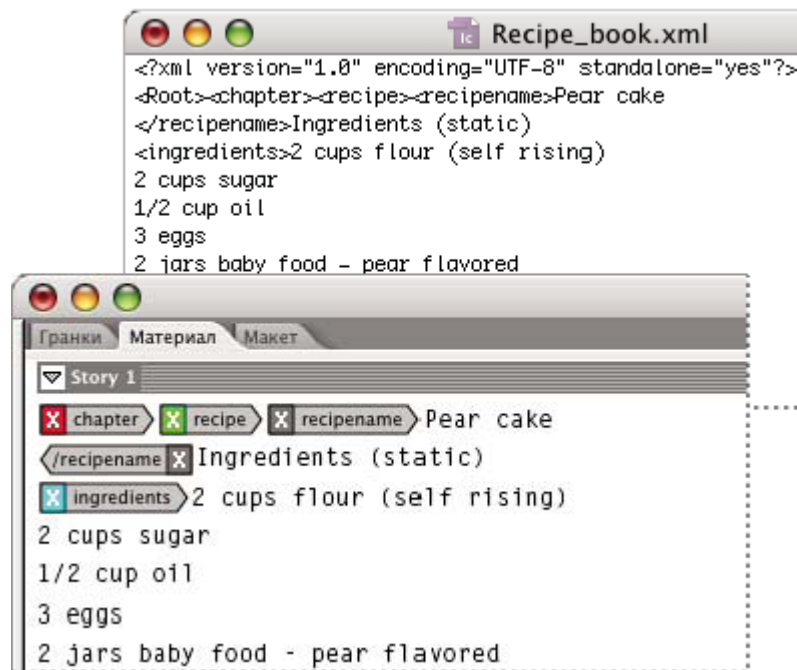 Ic Recipe_book.xml
<?xml version="1.0" encoding="UTF-8" standalone="yes"?>
<Root><chapter><recipe><recipename>Pear cake
</recipename>Ingredients (static)
<ingredients>2 cups flour (self rising)
2 cups sugar
1/2 cup oil
3 eggs
2 jars baby food – pear flavored
Гранки Материал Макет
Story 1
X chapter X recipe X recipename Pear cake
/recipename X Ingredients (static)
X ingredients 2 cups flour (self rising)
2 cups sugar
1/2 cup oil
3 eggs
2 jars baby food - pear flavored